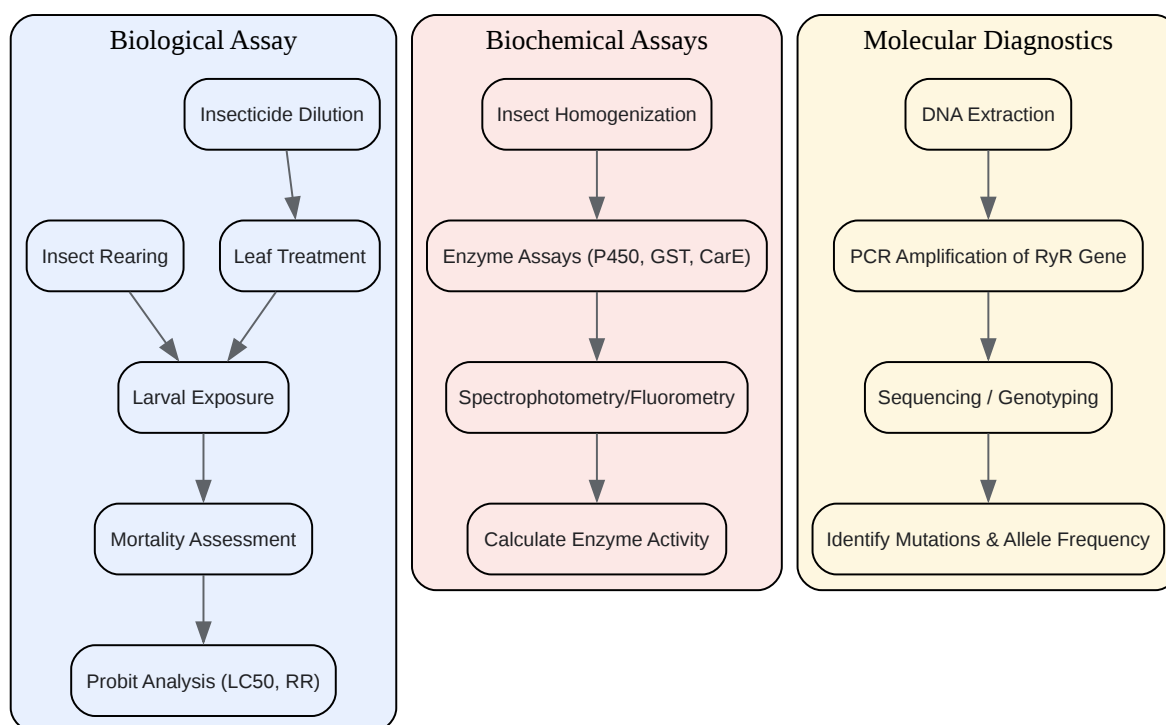 Biological Assay
Insecticide Dilution
Insect Rearing
Leaf Treatment
Larval Exposure
Mortality Assessment
Probit Analysis (LC50, RR)
Biochemical Assays
Insect Homogenization
Enzyme Assays (P450, GST, CarE)
Spectrophotometry/Fluorometry
Calculate Enzyme Activity
Molecular Diagnostics
DNA Extraction
PCR Amplification of RyR Gene
Sequencing / Genotyping
Identify Mutations & Allele Frequency